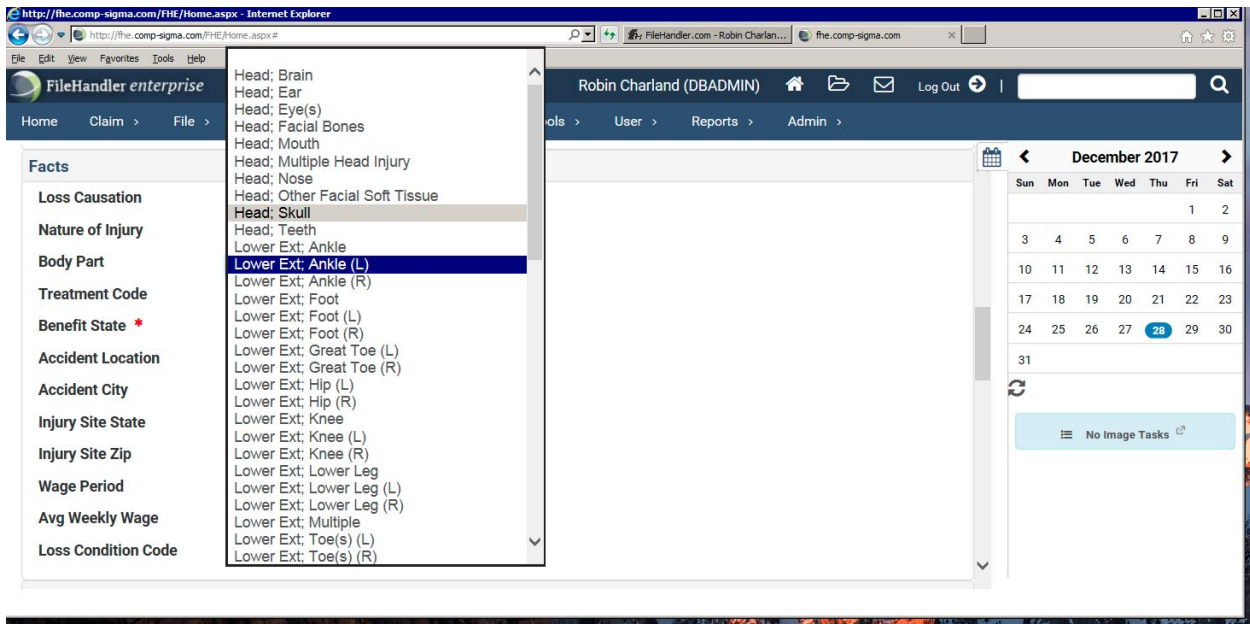 http://fhe.comp-sigma.com/FHE/Home.aspx - Internet Explorer
http://fhe.comp-sigma.com/FHE/Home.aspx# FileHandler.com - Robin Charlan... fhe.comp-sigma.com
File Edit View Favorites Tools Help
FileHandler enterprise Robin Charland (DBADMIN) Log Out |
Home Claim > File > ols > User > Reports > Admin >
Head; Brain
Head; Ear
Head; Eye(s)
Head; Facial Bones
Head; Mouth
Head; Multiple Head Injury
Head; Nose
Head; Other Facial Soft Tissue
Head; Skull
Head; Teeth
Lower Ext; Ankle
Lower Ext; Ankle (L)
Lower Ext; Ankle (R)
Lower Ext; Foot
Lower Ext; Foot (L)
Lower Ext; Foot (R)
Lower Ext; Great Toe (L)
Lower Ext; Great Toe (R)
Lower Ext; Hip (L)
Lower Ext; Hip (R)
Lower Ext; Knee
Lower Ext; Knee (L)
Lower Ext; Knee (R)
Lower Ext; Lower Leg
Lower Ext; Lower Leg (L)
Lower Ext; Lower Leg (R)
Lower Ext; Multiple
Lower Ext; Toe(s) (L)
Lower Ext; Toe(s) (R)
Facts
Loss Causation
Nature of Injury
Body Part
Treatment Code
Benefit State *
Accident Location
Accident City
Injury Site State
Injury Site Zip
Wage Period
Avg Weekly Wage
Loss Condition Code
December 2017
Sun Mon Tue Wed Thu Fri Sat
1 2
3 4 5 6 7 8 9
10 11 12 13 14 15 16
17 18 19 20 21 22 23
24 25 26 27 28 29 30
31
No Image Tasks